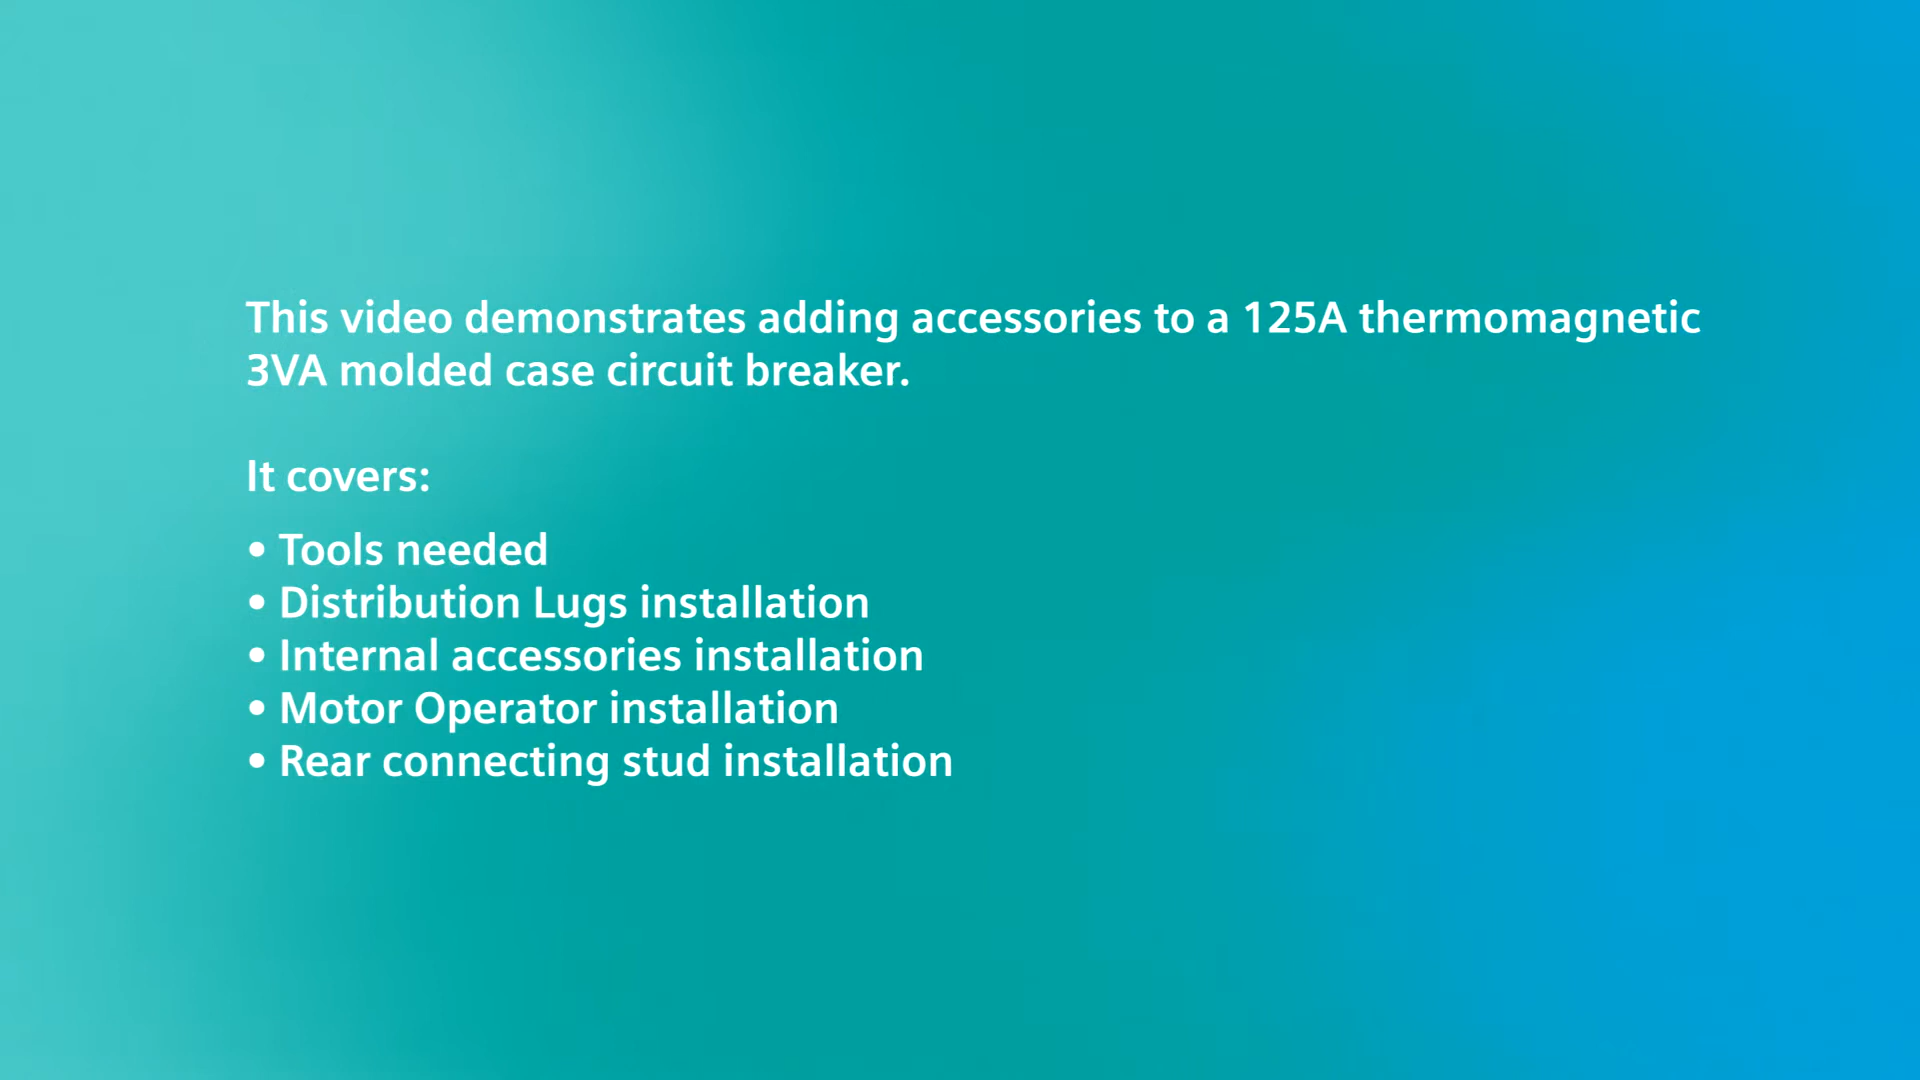 This video demonstrates adding accessories to a 125A thermomagnetic
3VA molded case circuit breaker.
It covers:
• Tools needed
• Distribution Lugs installation
• Internal accessories installation
• Motor Operator installation
• Rear connecting stud installation